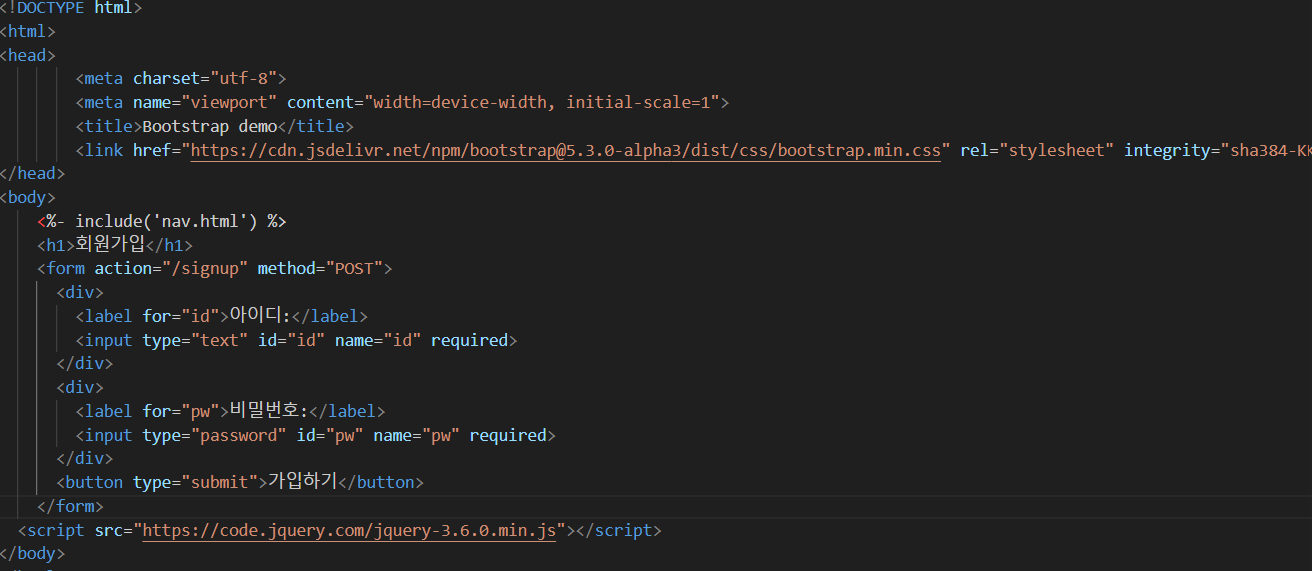 <!DOCTYPE html>
<html>
<head>
<meta charset="utf-8">
<meta name="viewport" content="width=device-width, initial-scale=1">
<title>Bootstrap demo</title>
<link href="https://cdn.jsdelivr.net/npm/bootstrap@5.3.0-alpha3/dist/css/bootstrap.min.css" rel="stylesheet" integrity="sha384-KK
</head>
<body>
<%- include('nav.html') %>
<h1>회원가입</h1>
<form action="/signup" method="POST">
<div>
<label for="id">아이디:</label>
<input type="text" id="id" name="id" required>
</div>
<div>
<label for="pw">비밀번호:</label>
<input type="password" id="pw" name="pw" required>
</div>
<button type="submit">가입하기</button>
</form>
<script src="https://code.jquery.com/jquery-3.6.0.min.js"></script>
</body>